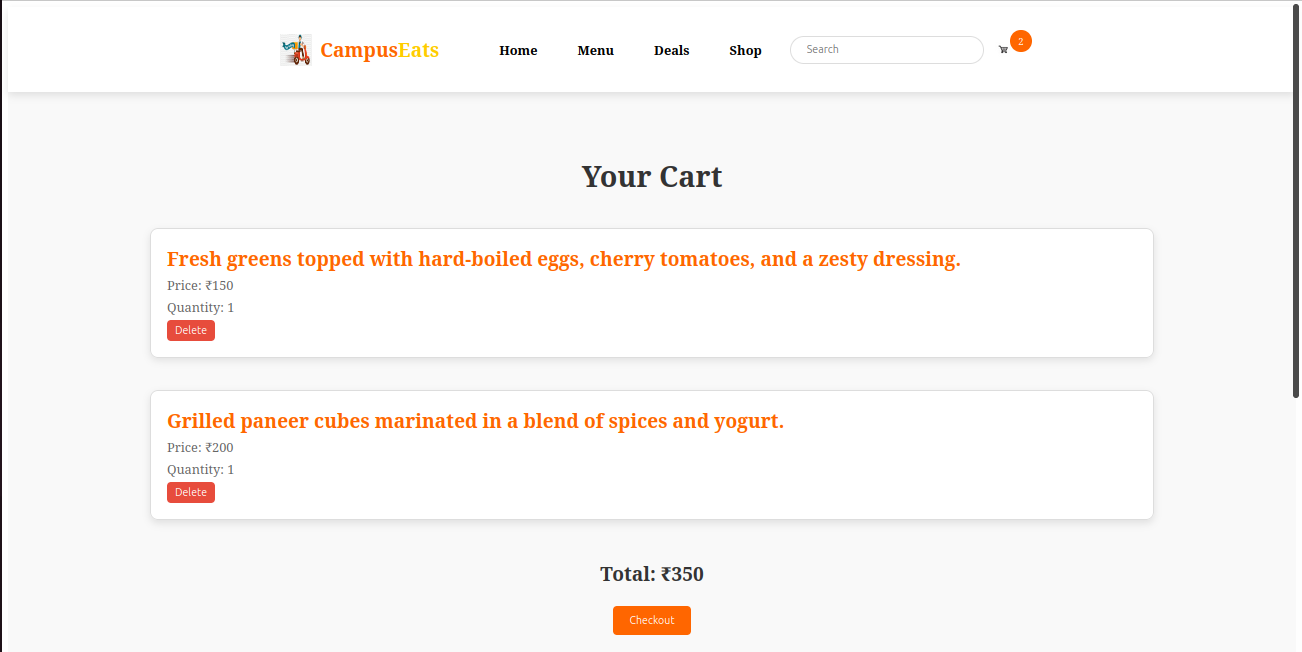 CampusEats Home Menu Deals Shop Search 2
Your Cart
Fresh greens topped with hard-boiled eggs, cherry tomatoes, and a zesty dressing.
Price: ₹150
Quantity: 1
Delete
Grilled paneer cubes marinated in a blend of spices and yogurt.
Price: ₹200
Quantity: 1
Delete
Total: ₹350
Checkout